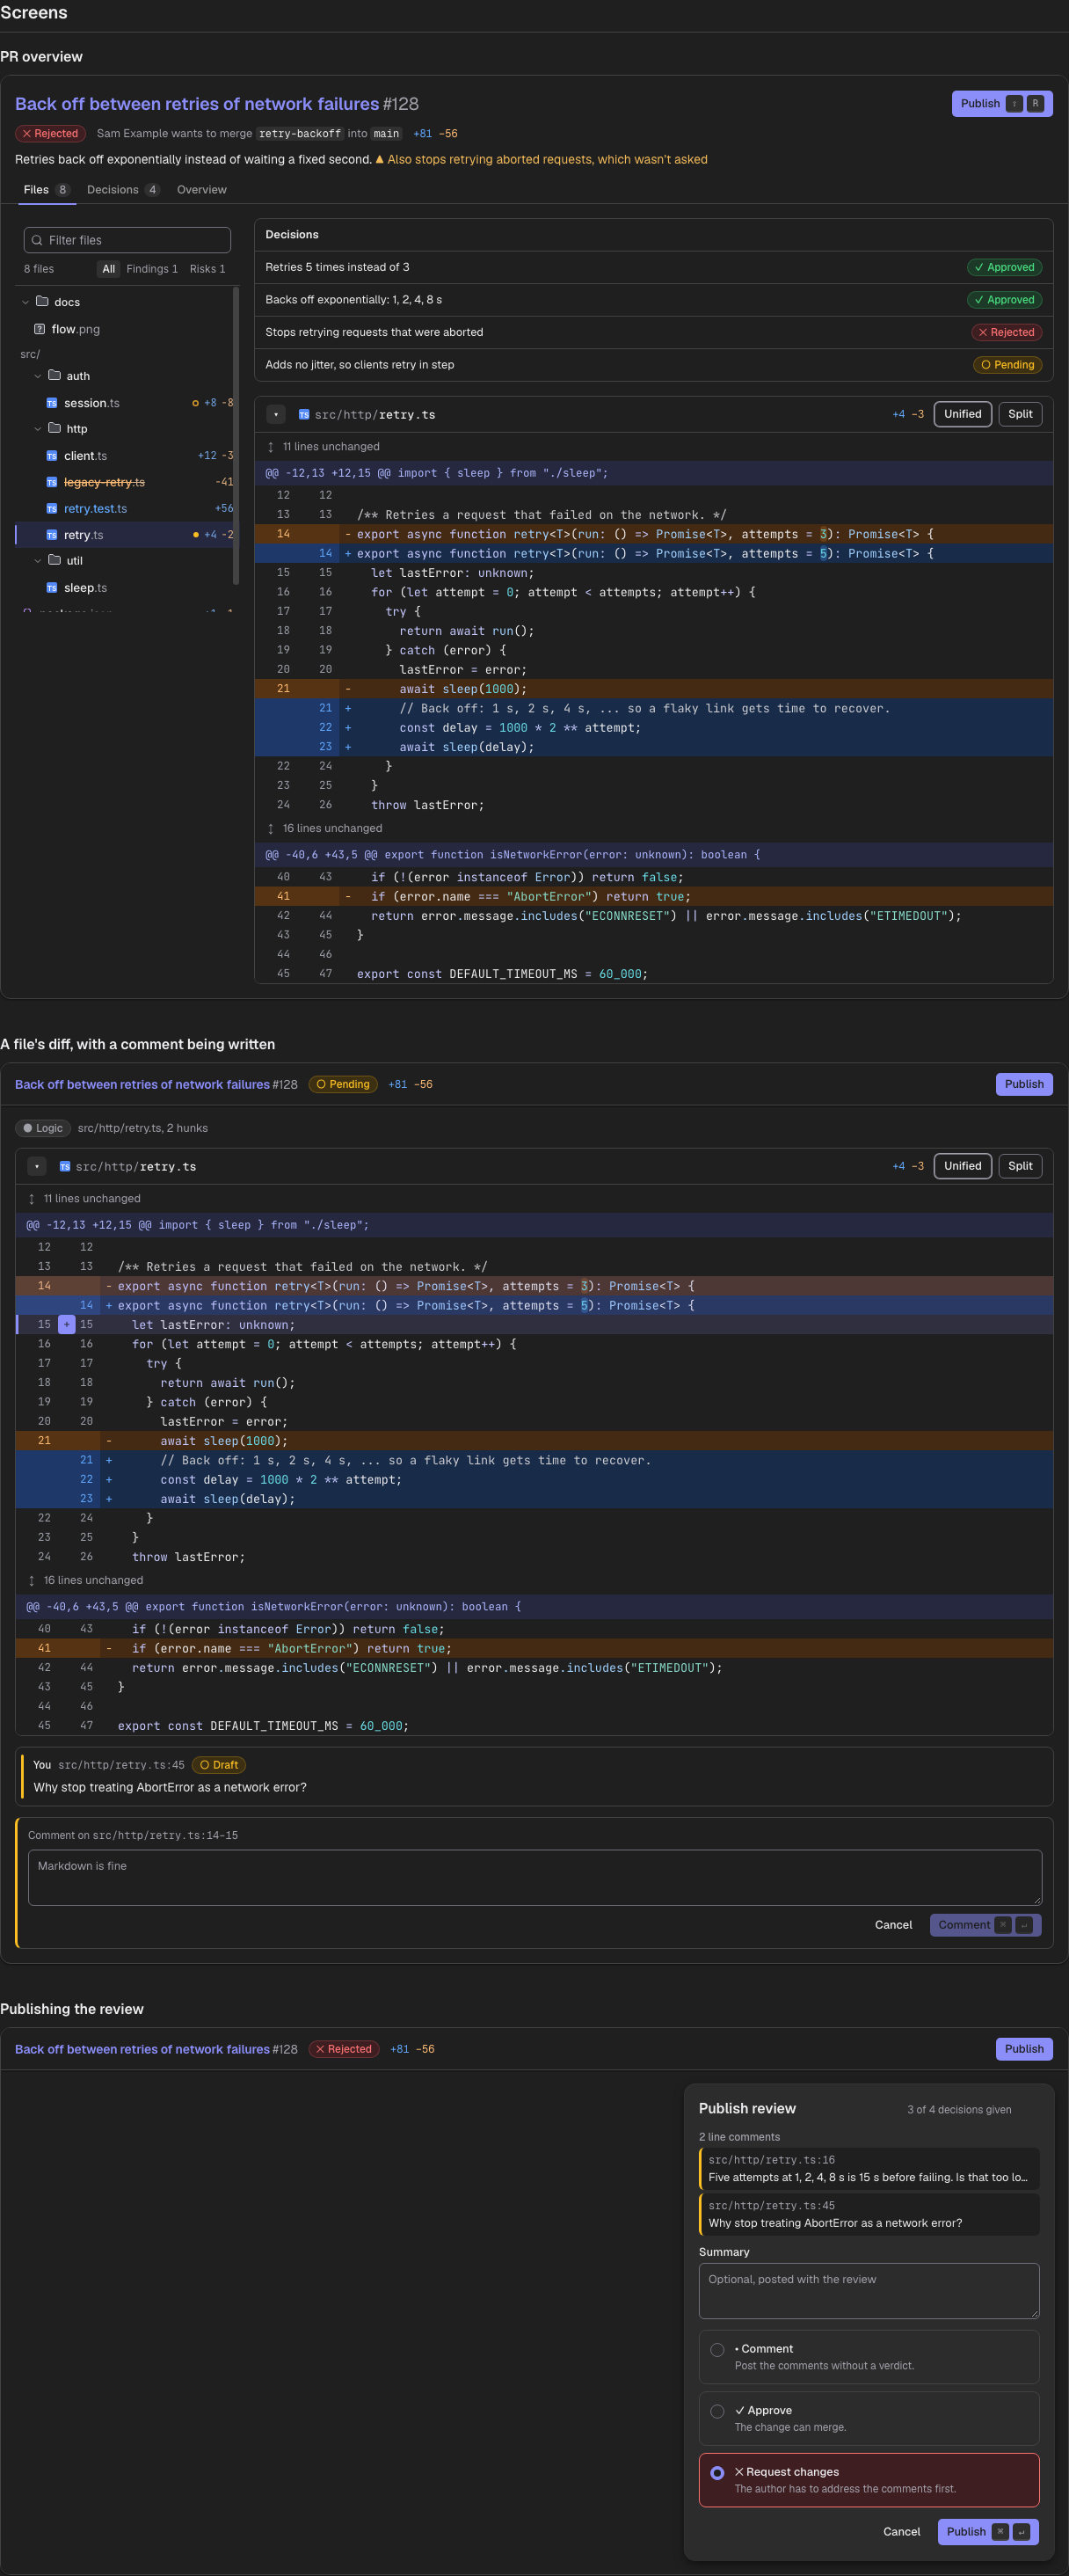 Screens
PR overview
Back off between retries of network failures #128
Publish ⇧ R
Rejected Sam Example wants to merge retry-backoff into main +81 −56
Retries back off exponentially instead of waiting a fixed second. ▲ Also stops retrying aborted requests, which wasn't asked
Files 8 Decisions 4 Overview
Filter files
8 files All Findings 1 Risks 1
docs
flow.png
src/
auth
session.ts +8 -8
http
client.ts +12 -3
legacy-retry.ts -41
retry.test.ts +56
retry.ts +4 -2
util
sleep.ts
Decisions
Retries 5 times instead of 3 ✓ Approved
Backs off exponentially: 1, 2, 4, 8 s ✓ Approved
Stops retrying requests that were aborted Rejected
Adds no jitter, so clients retry in step Pending
TS src/http/retry.ts +4 −3 Unified Split
11 lines unchanged
@@ -12,13 +12,15 @@ import { sleep } from "./sleep";
12 12
13 13 /** Retries a request that failed on the network. */
14 - export async function retry<T>(run: () => Promise<T>, attempts = 3): Promise<T> {
14 + export async function retry<T>(run: () => Promise<T>, attempts = 5): Promise<T> {
15 15 let lastError: unknown;
16 16 for (let attempt = 0; attempt < attempts; attempt++) {
17 17 try {
18 18 return await run();
19 19 } catch (error) {
20 20 lastError = error;
21 - await sleep(1000);
21 + // Back off: 1 s, 2 s, 4 s, ... so a flaky link gets time to recover.
22 + const delay = 1000 * 2 ** attempt;
23 + await sleep(delay);
22 24 }
23 25 }
24 26 throw lastError;
16 lines unchanged
@@ -40,6 +43,5 @@ export function isNetworkError(error: unknown): boolean {
40 43 if (!(error instanceof Error)) return false;
41 - if (error.name === "AbortError") return true;
42 44 return error.message.includes("ECONNRESET") || error.message.includes("ETIMEDOUT");
43 45 }
44 46
45 47 export const DEFAULT_TIMEOUT_MS = 60_000;
A file's diff, with a comment being written
Back off between retries of network failures #128 Pending +81 −56 Publish
Logic src/http/retry.ts, 2 hunks
TS src/http/retry.ts +4 −3 Unified Split
11 lines unchanged
@@ -12,13 +12,15 @@ import { sleep } from "./sleep";
12 12
13 13 /** Retries a request that failed on the network. */
14 - export async function retry<T>(run: () => Promise<T>, attempts = 3): Promise<T> {
14 + export async function retry<T>(run: () => Promise<T>, attempts = 5): Promise<T> {
15 + 15 let lastError: unknown;
16 16 for (let attempt = 0; attempt < attempts; attempt++) {
17 17 try {
18 18 return await run();
19 19 } catch (error) {
20 20 lastError = error;
21 - await sleep(1000);
21 + // Back off: 1 s, 2 s, 4 s, ... so a flaky link gets time to recover.
22 + const delay = 1000 * 2 ** attempt;
23 + await sleep(delay);
22 24 }
23 25 }
24 26 throw lastError;
16 lines unchanged
@@ -40,6 +43,5 @@ export function isNetworkError(error: unknown): boolean {
40 43 if (!(error instanceof Error)) return false;
41 - if (error.name === "AbortError") return true;
42 44 return error.message.includes("ECONNRESET") || error.message.includes("ETIMEDOUT");
43 45 }
44 46
45 47 export const DEFAULT_TIMEOUT_MS = 60_000;
You src/http/retry.ts:45 Draft
Why stop treating AbortError as a network error?
Comment on src/http/retry.ts:14–15
Markdown is fine
Cancel Comment ⌘ ↵
Publishing the review
Back off between retries of network failures #128 Rejected +81 −56 Publish
Publish review 3 of 4 decisions given
2 line comments
src/http/retry.ts:16
Five attempts at 1, 2, 4, 8 s is 15 s before failing. Is that too lo…
src/http/retry.ts:45
Why stop treating AbortError as a network error?
Summary
Optional, posted with the review
• Comment
Post the comments without a verdict.
✓ Approve
The change can merge.
✕ Request changes
The author has to address the comments first.
Cancel Publish ⌘ ↵